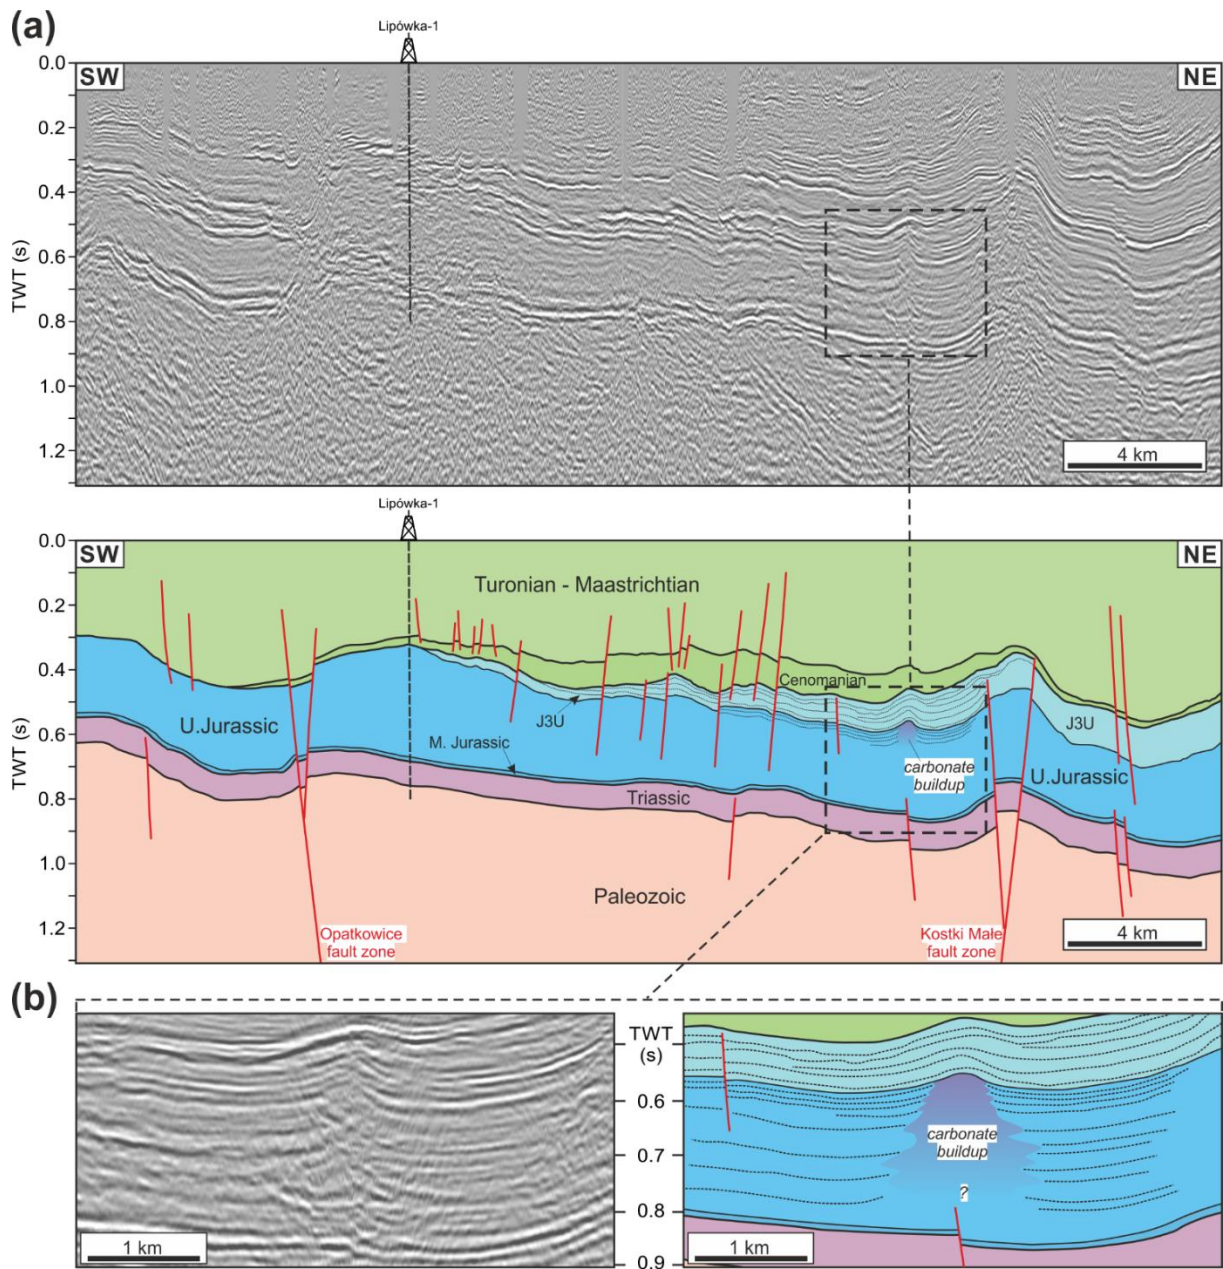 (a)
Lipówka-1
SW
NE
0.0
0.2
0.4
0.6
0.8
1.0
1.2
TWT (s)
4 km
Lipówka-1
SW
NE
0.0
0.2
0.4
0.6
0.8
1.0
1.2
TWT (s)
Turonian - Maastrichtian
Cenomanian
J3U
U.Jurassic
M. Jurassic
Triassic
carbonate
buildup
J3U
U.Jurassic
Paleozoic
Opatkowice
fault zone
Kostki Małe
fault zone
4 km
(b)
TWT
(s)
0.6
0.7
0.8
0.9
1 km
carbonate
buildup
?
1 km